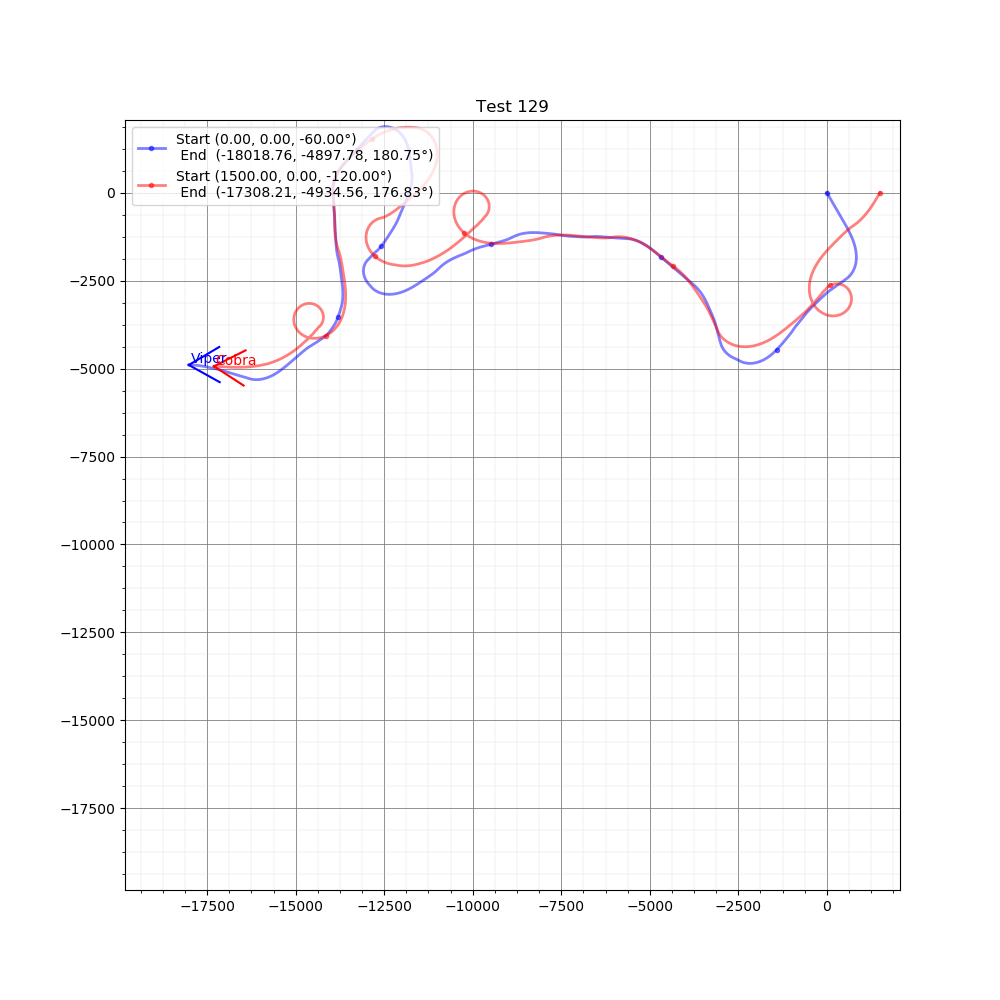 Test 129
Start (0.00, 0.00, -60.00°)
End (-18018.76, -4897.78, 180.75°)
Start (1500.00, 0.00, -120.00°)
End (-17308.21, -4934.56, 176.83°)
0
−2500
−5000
−7500
−10000
−12500
−15000
−17500
Viper
Cobra
−17500 −15000 −12500 −10000 −7500 −5000 −2500 0